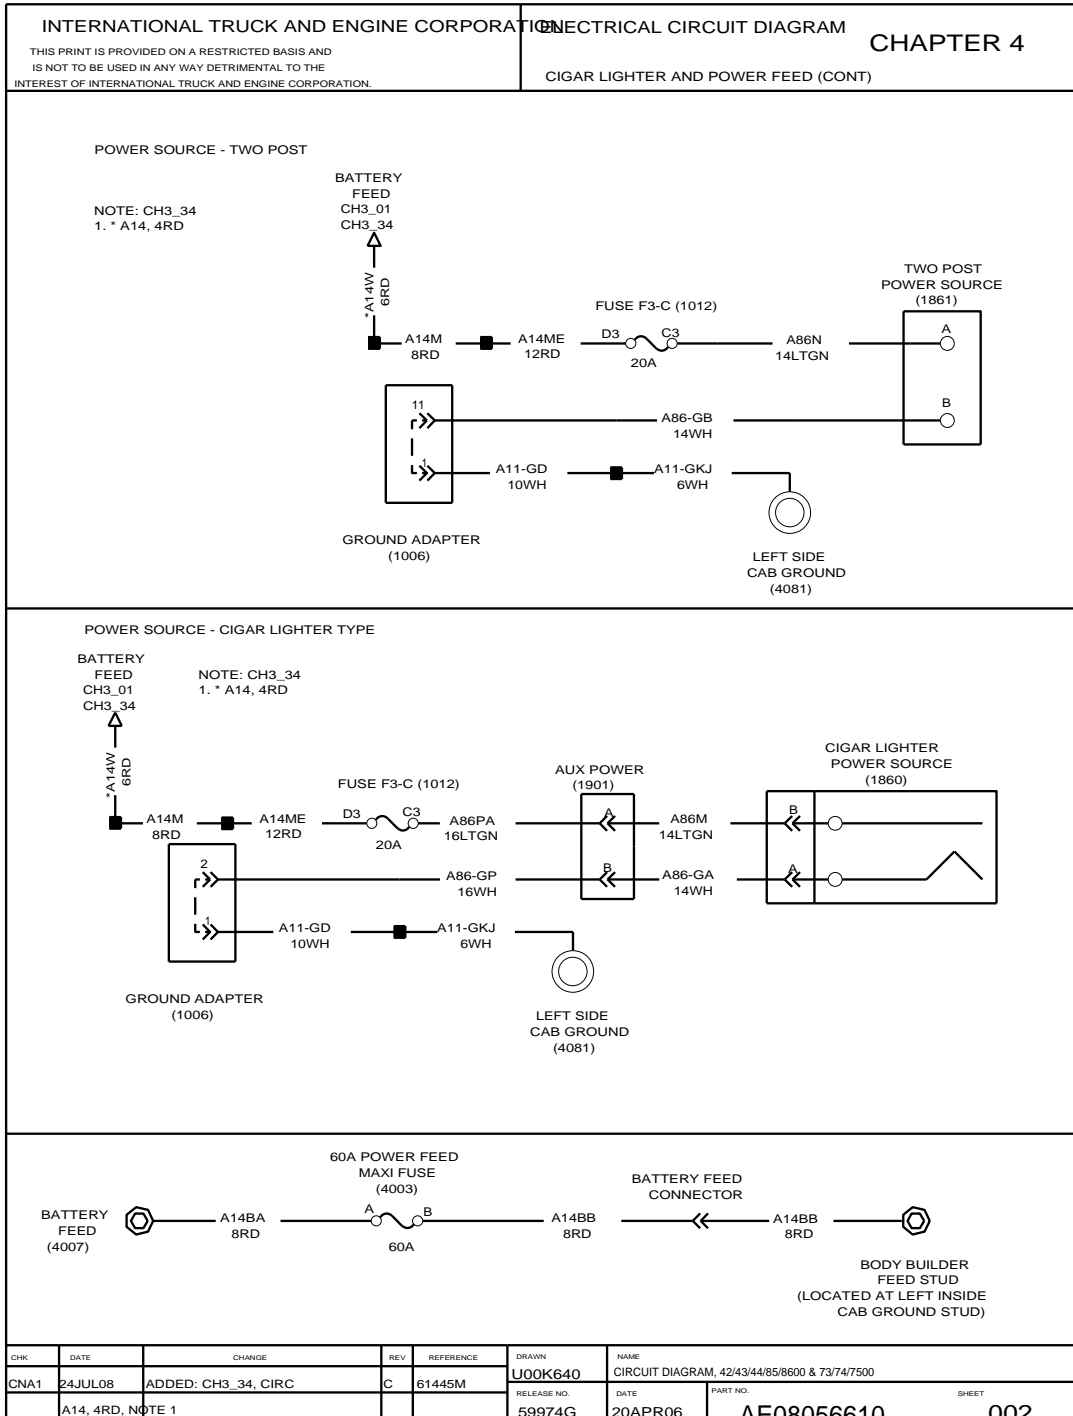 INTERNATIONAL TRUCK AND ENGINE CORPORATION
THIS PRINT IS PROVIDED ON A RESTRICTED BASIS AND
IS NOT TO BE USED IN ANY WAY DETRIMENTAL TO THE
INTEREST OF INTERNATIONAL TRUCK AND ENGINE CORPORATION.
ELECTRICAL CIRCUIT DIAGRAM
CHAPTER 4
CIGAR LIGHTER AND POWER FEED (CONT)
POWER SOURCE - TWO POST
NOTE: CH3_34
1. * A14, 4RD
BATTERY
FEED
CH3_01
CH3_34
*A14W
6RD
A14M
8RD
A14ME
12RD
FUSE F3-C (1012)
D3
C3
20A
A86N
14LTGN
TWO POST
POWER SOURCE
(1861)
A
B
11
A86-GB
14WH
1
A11-GD
10WH
A11-GKJ
6WH
GROUND ADAPTER
(1006)
LEFT SIDE
CAB GROUND
(4081)
POWER SOURCE - CIGAR LIGHTER TYPE
BATTERY
FEED
CH3_01
CH3_34
NOTE: CH3_34
1. * A14, 4RD
*A14W
6RD
A14M
8RD
A14ME
12RD
FUSE F3-C (1012)
D3
C3
20A
A86PA
16LTGN
AUX POWER
(1901)
A
B
A86M
14LTGN
CIGAR LIGHTER
POWER SOURCE
(1860)
B
A
2
A86-GP
16WH
A86-GA
14WH
1
A11-GD
10WH
A11-GKJ
6WH
GROUND ADAPTER
(1006)
LEFT SIDE
CAB GROUND
(4081)
60A POWER FEED
MAXI FUSE
(4003)
BATTERY
FEED
(4007)
A14BA
8RD
A
B
60A
A14BB
8RD
BATTERY FEED
CONNECTOR
A14BB
8RD
BODY BUILDER
FEED STUD
(LOCATED AT LEFT INSIDE
CAB GROUND STUD)
CHK
DATE
CHANGE
REV
REFERENCE
DRAWN
NAME
CNA1
24JUL08
ADDED: CH3_34, CIRC
C
61445M
U00K640
CIRCUIT DIAGRAM, 42/43/44/85/8600 & 73/74/7500
A14, 4RD, NOTE 1
RELEASE NO.
DATE
PART NO.
SHEET
59974G
20APR06
AF08056610
002